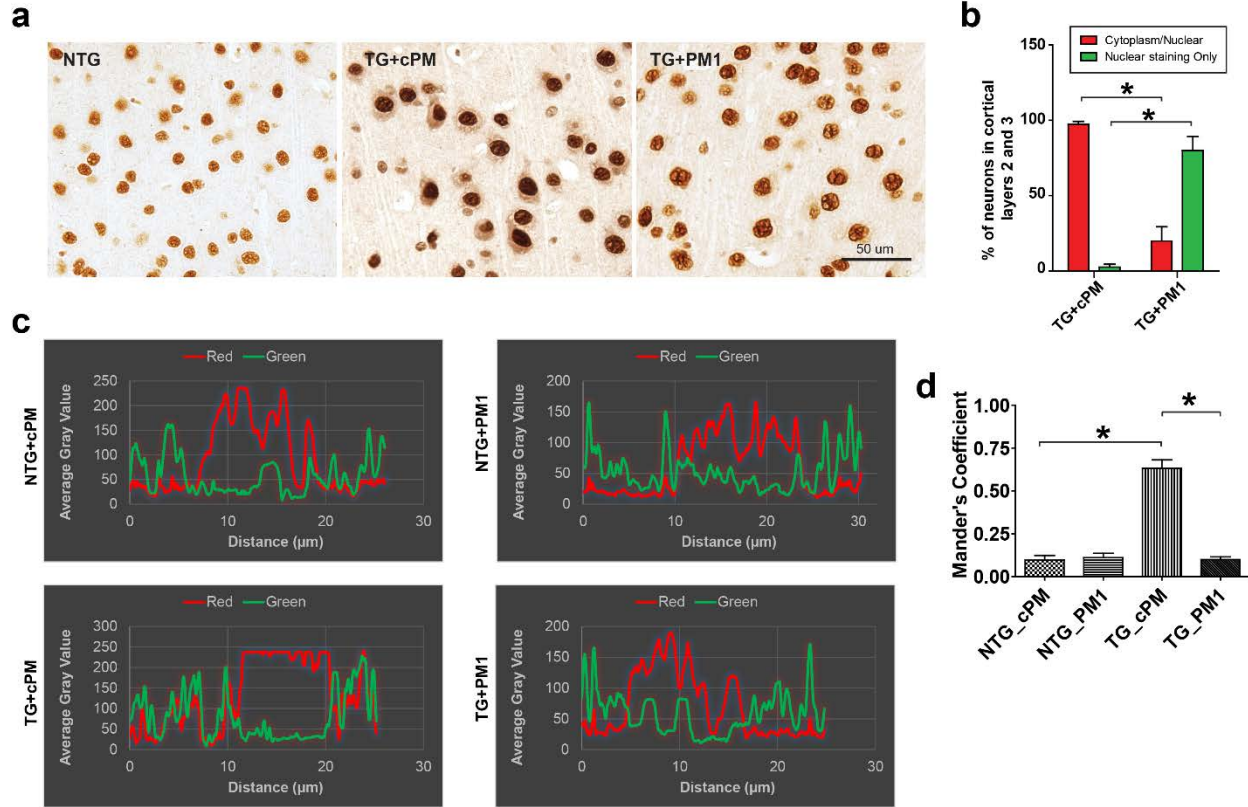 a
NTG
TG+cPM
TG+PM1
50 um
b
Cytoplasm/Nuclear
Nuclear staining Only
% of neurons in cortical
layers 2 and 3
150
100
50
0
*
*
TG+cPM
TG+PM1
c
NTG+cPM
Red Green
Average Gray Value
250
200
150
100
50
0
0 10 20 30
Distance (µm)
NTG+PM1
Red Green
Average Gray Value
200
150
100
50
0
0 10 20 30
Distance (µm)
TG+cPM
Red Green
Average Gray Value
300
250
200
150
100
50
0
0 10 20 30
Distance (µm)
TG+PM1
Red Green
Average Gray Value
200
150
100
50
0
0 10 20 30
Distance (µm)
d
Mander's Coefficient
1.00
0.75
0.50
0.25
0.00
*
*
NTG_cPM
NTG_PM1
TG_cPM
TG_PM1